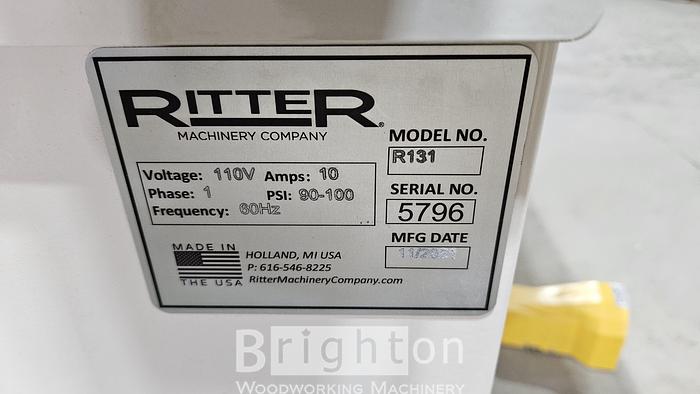 RITTER®
MACHINERY COMPANY
MODEL NO.
R131
Voltage: 110V Amps: 10
Phase: 1 PSI: 90-100
Frequency: 60Hz
SERIAL NO.
5796
MFG DATE
MADE IN
THE USA
HOLLAND, MI USA
P: 616-546-8225
RitterMachineryCompany.com
Brighton
WOODWORKING MACHINERY